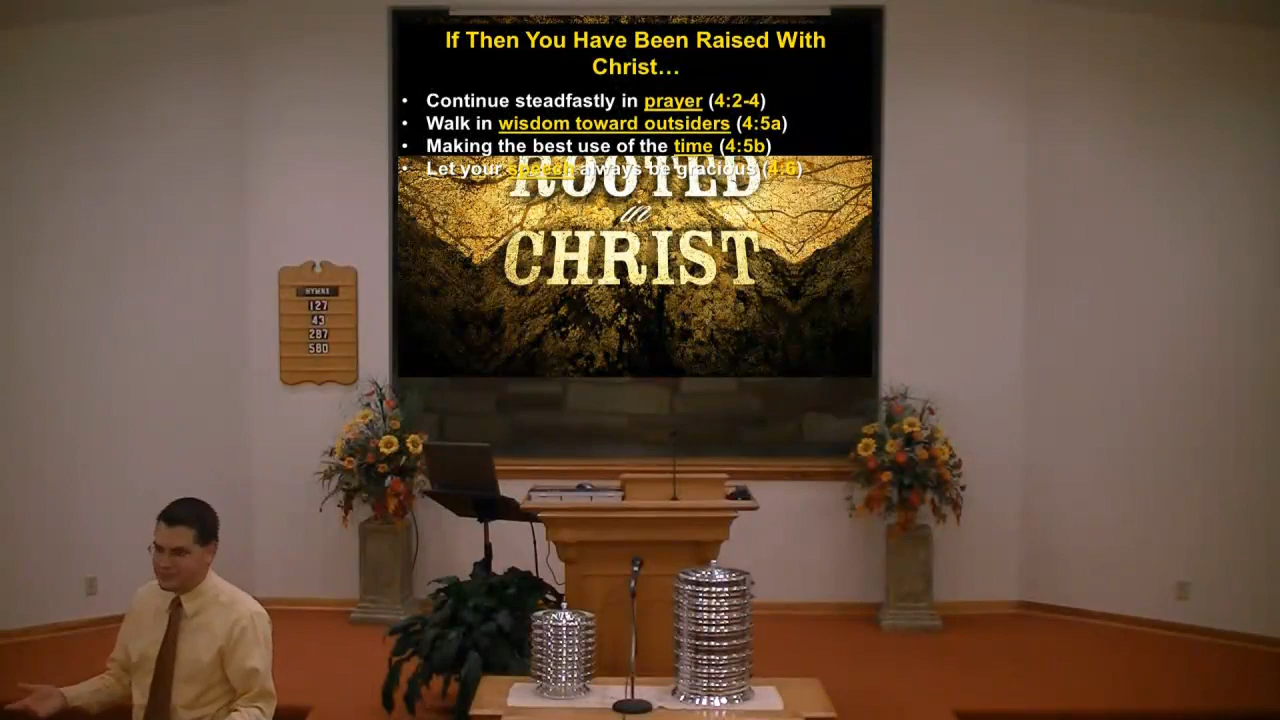 If Then You Have Been Raised With
Christ…
• Continue steadfastly in prayer (4:2-4)
• Walk in wisdom toward outsiders (4:5a)
• Making the best use of the time (4:5b)
• Let your speech always be gracious (4:6)
ROOTED
in
CHRIST
HYMNS
127
43
287
580